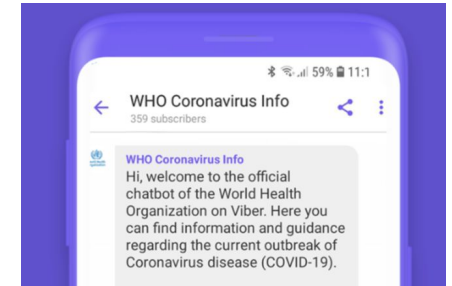 59% 11:1
WHO Coronavirus Info
359 subscribers
WHO Coronavirus Info
Hi, welcome to the official
chatbot of the World Health
Organization on Viber. Here you
can find information and guidance
regarding the current outbreak of
Coronavirus disease (COVID-19).